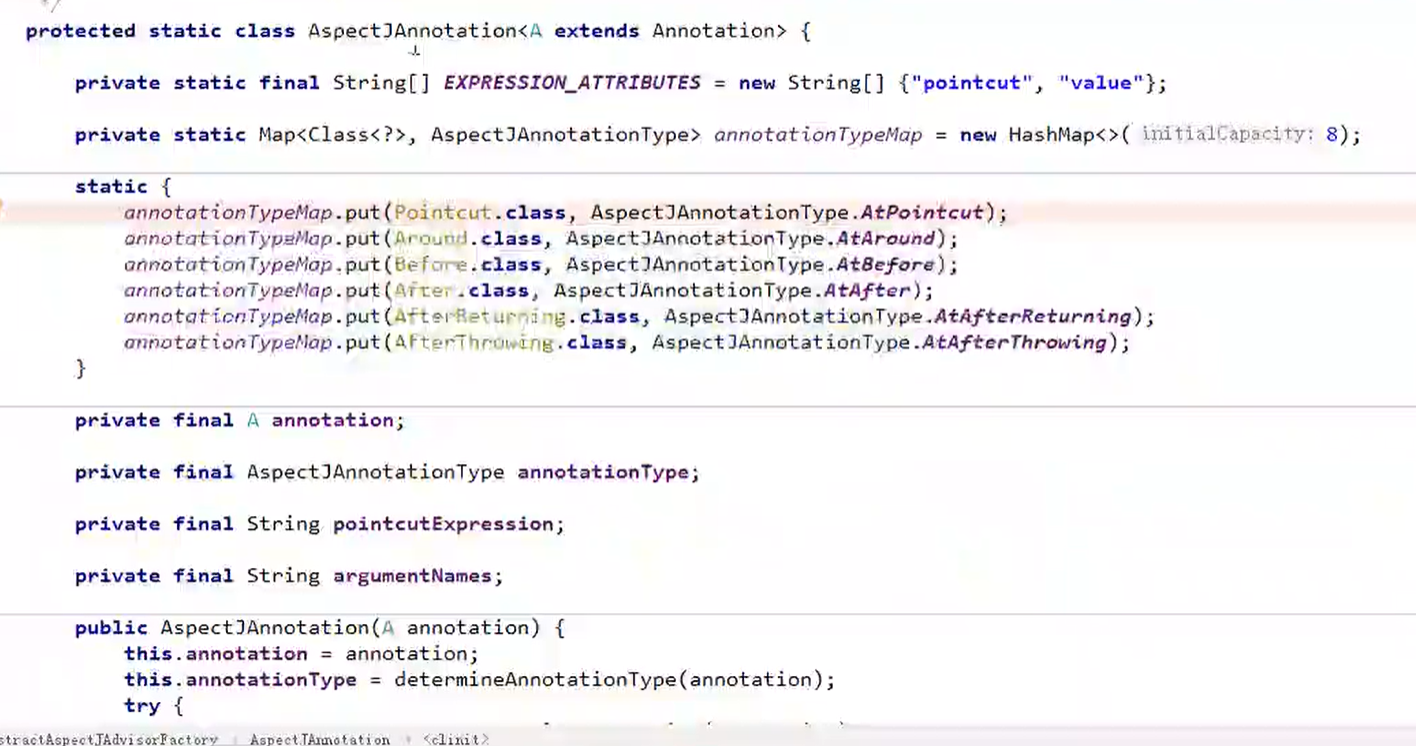 */
protected static class AspectJAnnotation<A extends Annotation> {
private static final String[] EXPRESSION_ATTRIBUTES = new String[] {"pointcut", "value"};
private static Map<Class<?>, AspectJAnnotationType> annotationTypeMap = new HashMap<>( initialCapacity: 8);
static {
annotationTypeMap.put(Pointcut.class, AspectJAnnotationType.AtPointcut);
annotationTypeMap.put(Around.class, AspectJAnnotationType.AtAround);
annotationTypeMap.put(Before.class, AspectJAnnotationType.AtBefore);
annotationTypeMap.put(After.class, AspectJAnnotationType.AtAfter);
annotationTypeMap.put(AfterReturning.class, AspectJAnnotationType.AtAfterReturning);
annotationTypeMap.put(AfterThrowing.class, AspectJAnnotationType.AtAfterThrowing);
}
private final A annotation;
private final AspectJAnnotationType annotationType;
private final String pointcutExpression;
private final String argumentNames;
public AspectJAnnotation(A annotation) {
this.annotation = annotation;
this.annotationType = determineAnnotationType(annotation);
try {
stractAspectJAdvisorFactory AspectJAnnotation <clinit>